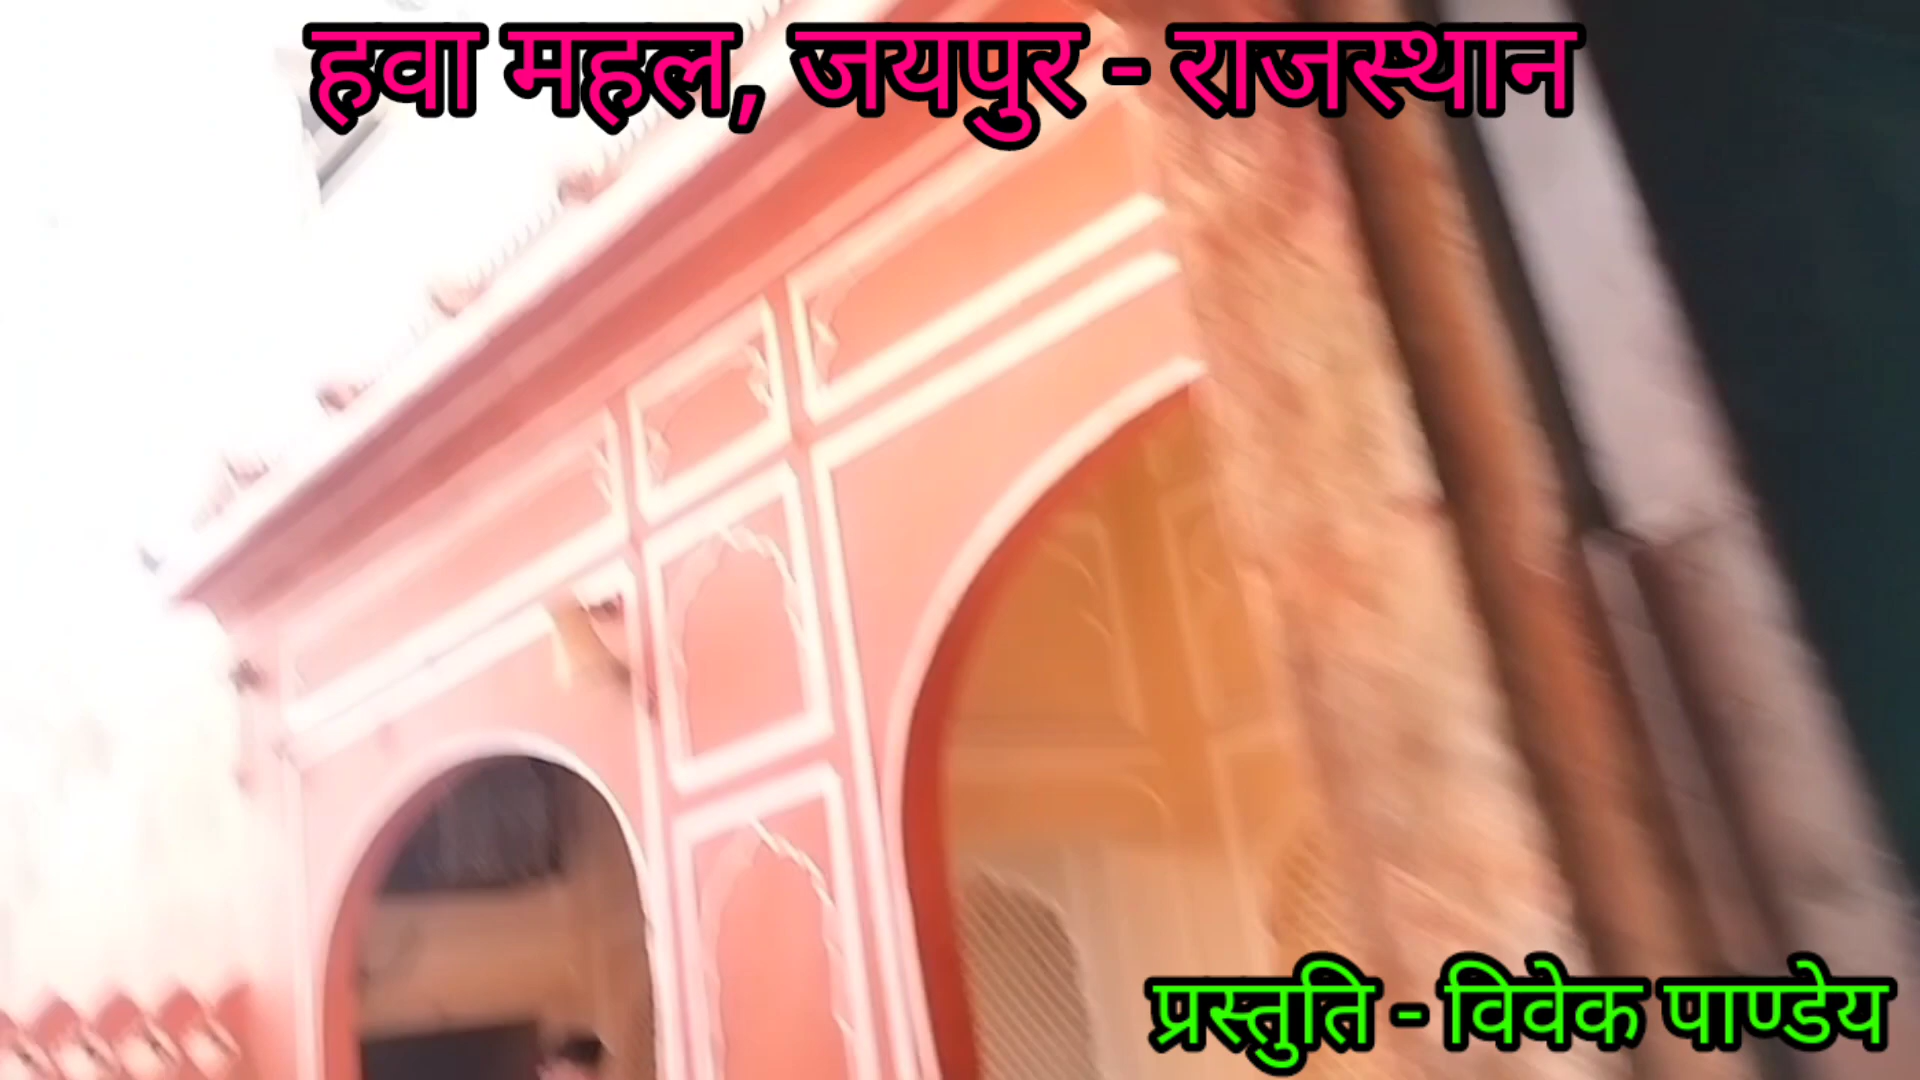 हवा महल, जयपुर - राजस्थान
प्रस्तुति - विवेक पाण्डेय